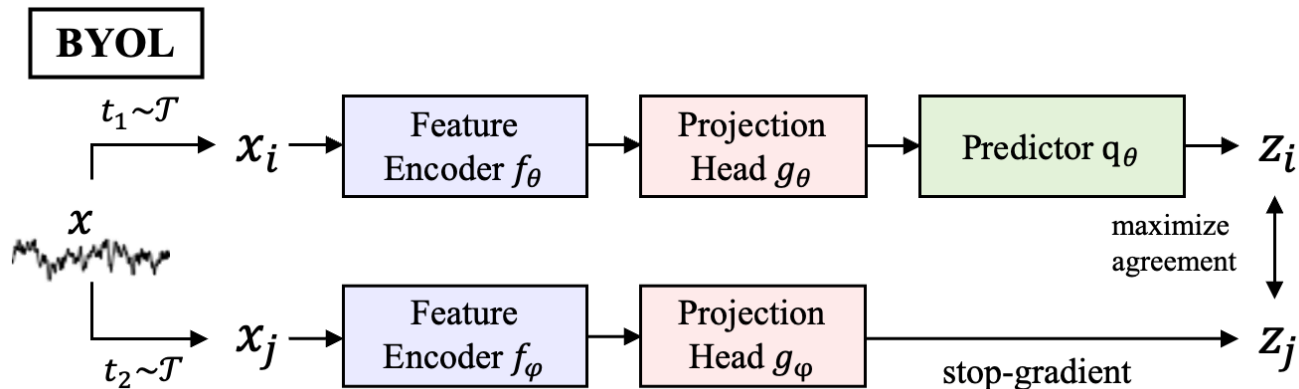 BYOL
t₁~𝒯
xᵢ
Feature
Encoder f_θ
Projection
Head g_θ
Predictor q_θ
zᵢ
x
maximize
agreement
t₂~𝒯
xⱼ
Feature
Encoder f_φ
Projection
Head g_φ
stop-gradient
zⱼ